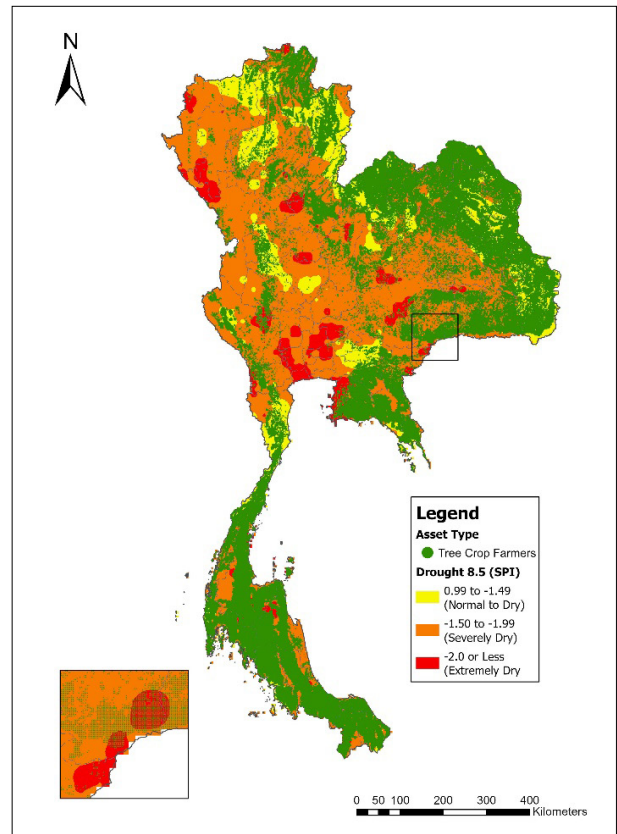 N
Legend
Asset Type
Tree Crop Farmers
Drought 8.5 (SPI)
0.99 to -1.49
(Normal to Dry)
-1.50 to -1.99
(Severely Dry)
-2.0 or Less
(Extremely Dry
0 50 100 200 300 400
Kilometers